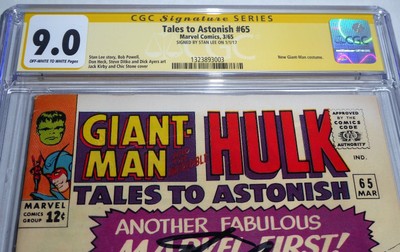 CGC Signature SERIES
9.0
OFF-WHITE TO WHITE Pages
Tales to Astonish #65
Marvel Comics, 3/65
SIGNED BY STAN LEE ON
Stan Lee story, Bob Powell,
Don Heck, Steve Ditko and Dick Ayers art
Jack Kirby and Chic Stone cover
1323893003
New Giant-Man costume.
GIANT-
MAN
AND THE INCREDIBLE
HULK
TALES TO ASTONISH
APPROVED
BY THE
COMICS
CODE
AUTHORITY
IND.
65
MAR
MARVEL
COMICS
GROUP
12¢
ANOTHER FABULOUS
MARVEL FIRST!